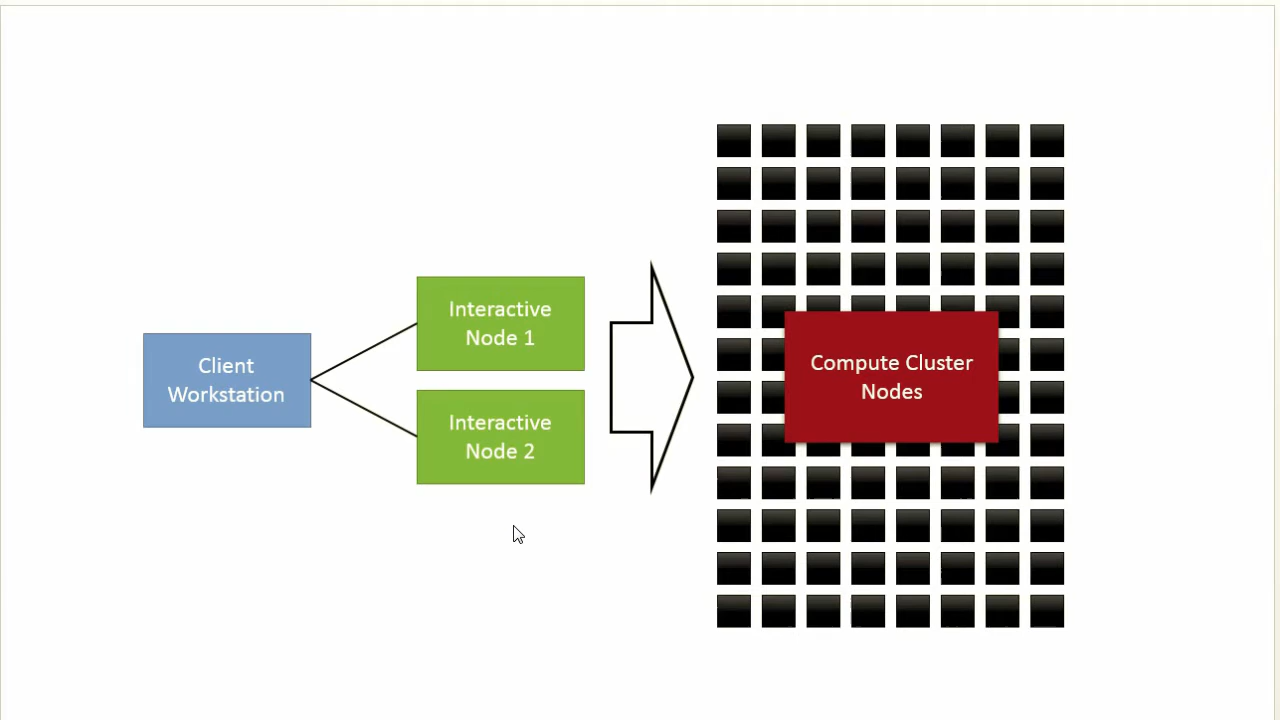 Client
Workstation
Interactive
Node 1
Interactive
Node 2
Compute Cluster
Nodes